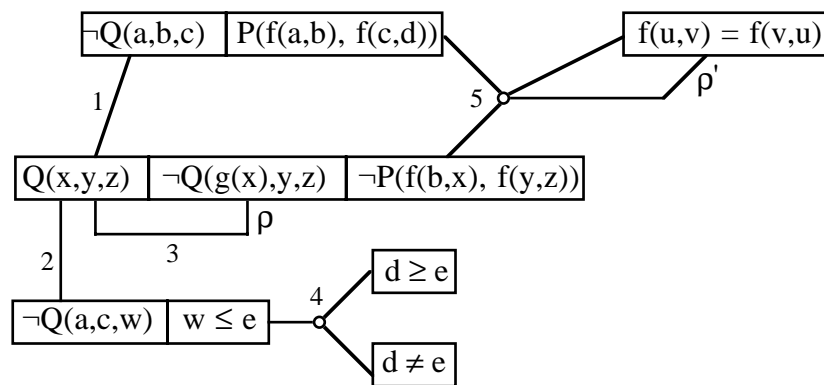 ¬Q(a,b,c) P(f(a,b), f(c,d)) f(u,v) = f(v,u)
1 5 ρ'
Q(x,y,z) ¬Q(g(x),y,z) ¬P(f(b,x), f(y,z))
ρ
2 3
d ≥ e
4
¬Q(a,c,w) w ≤ e
d ≠ e